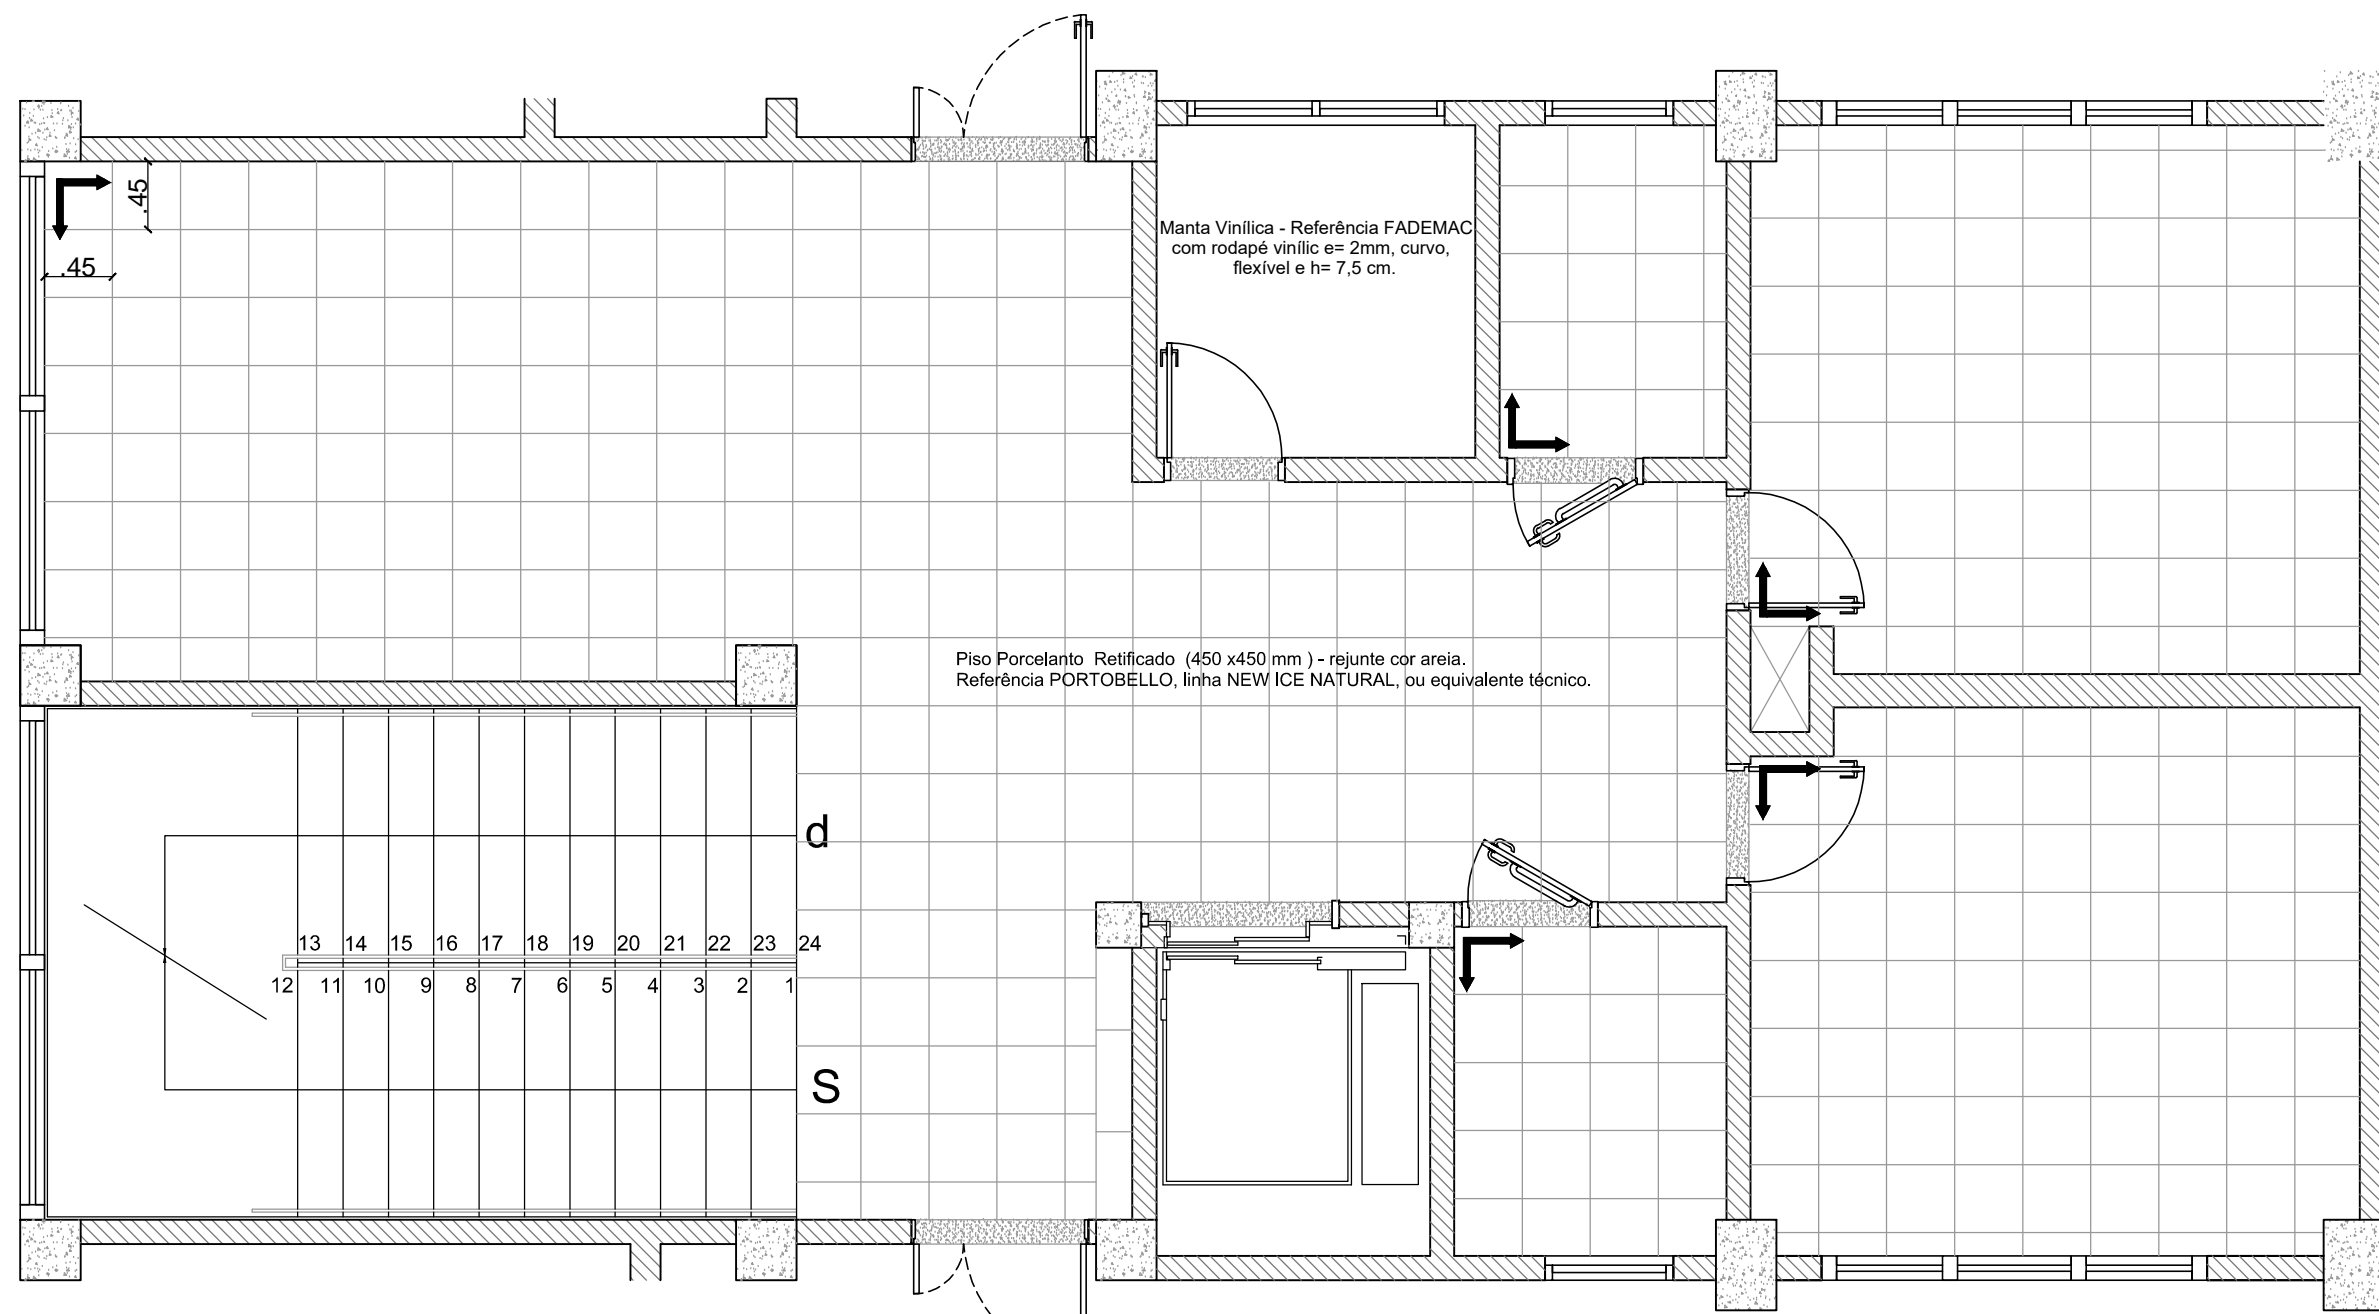 .45
.45
Manta Vinílica - Referência FADEMAC
com rodapé vinílic e= 2mm, curvo,
flexível e h= 7,5 cm.
Piso Porcelanto Retificado (450 x450 mm ) - rejunte cor areia.
Referência PORTOBELLO, linha NEW ICE NATURAL, ou equivalente técnico.
d
13 14 15 16 17 18 19 20 21 22 23 24
12 11 10 9 8 7 6 5 4 3 2 1
S